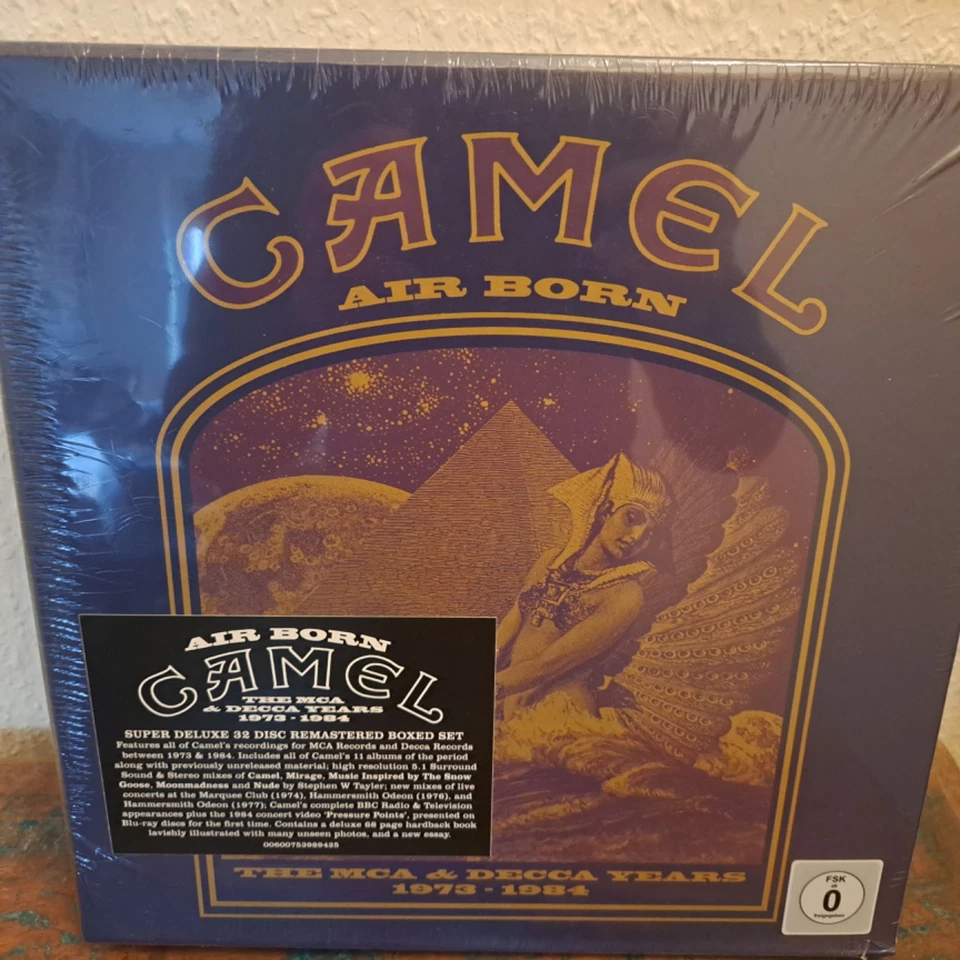 CAMEL
AIR BORN
AIR BORN
CAMEL
THE MCA
& DECCA YEARS
1973 - 1984
SUPER DELUXE 32 DISC REMASTERED BOXED SET
Features all of Camel's recordings for MCA Records and Decca Records
between 1973 & 1984. Includes all of Camel's 11 albums of the period
along with previously unreleased material; high resolution 5.1 Surround
Sound & Stereo mixes of Camel, Mirage, Music Inspired by The Snow
Goose, Moonmadness and Nude by Stephen W Tayler; new mixes of live
concerts at the Marquee Club (1974), Hammersmith Odeon (1976), and
Hammersmith Odeon (1977); Camel's complete BBC Radio & Television
appearances plus the 1984 concert video 'Pressure Points', presented on
Blu-ray discs for the first time. Contains a deluxe 68 page hardback book
lavishly illustrated with many unseen photos, and a new essay.
00600753989425
THE MCA & DECCA YEARS
1973 - 1984
FSK
ab
0
freigegeben